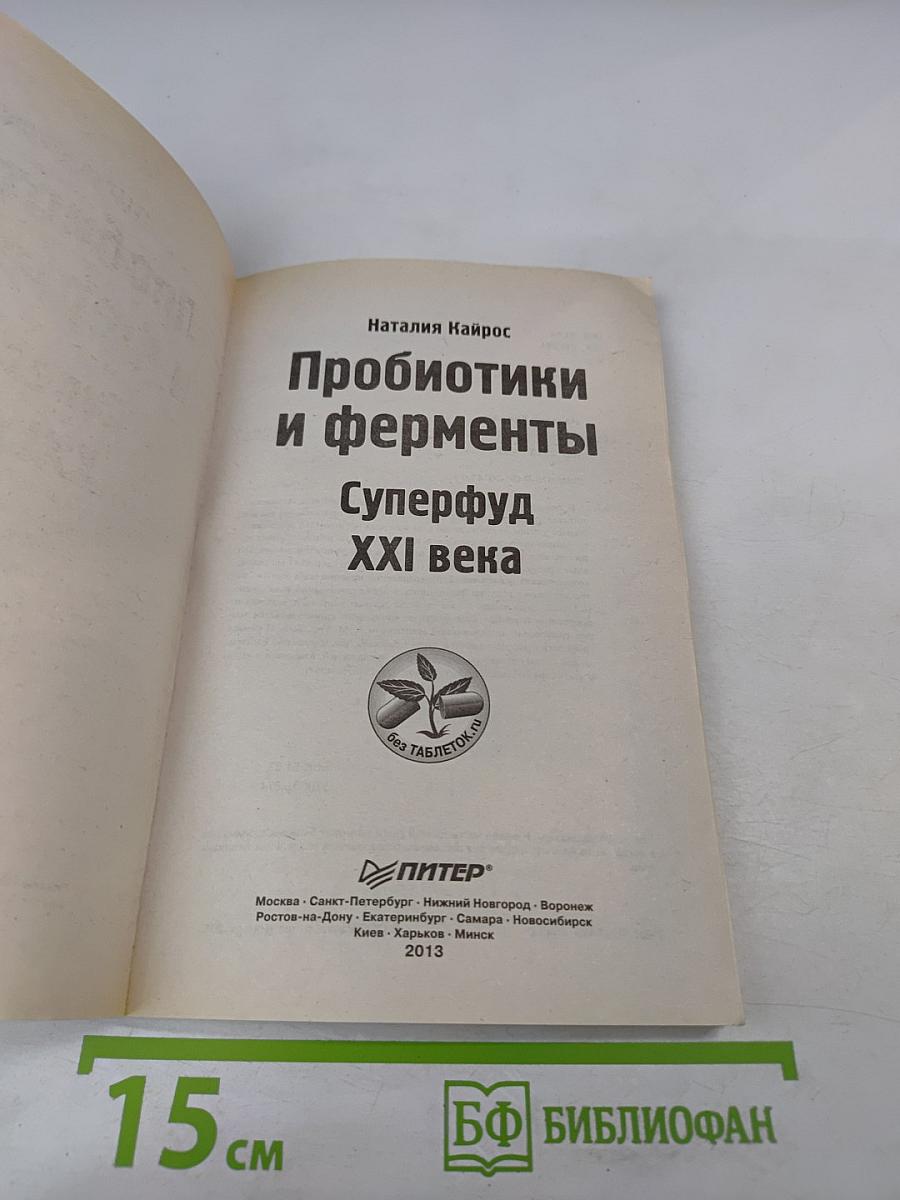 Наталия Кайрос
Пробиотики
и ферменты
Суперфуд
XXI века
без ТАБЛЕТОК.ru
ПИТЕР®
Москва · Санкт-Петербург · Нижний Новгород · Воронеж
Ростов-на-Дону · Екатеринбург · Самара · Новосибирск
Киев · Харьков · Минск
2013
15 см
БФ БИБЛИОФАН